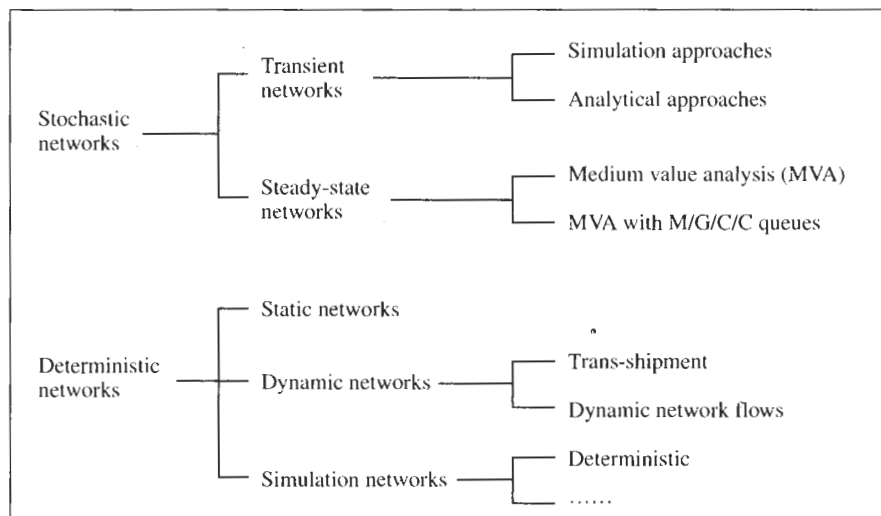 Stochastic
networks
Transient
networks
Simulation approaches
Analytical approaches
Steady-state
networks
Medium value analysis (MVA)
MVA with M/G/C/C queues
Deterministic
networks
Static networks
Dynamic networks
Trans-shipment
Dynamic network flows
Simulation networks
Deterministic
......